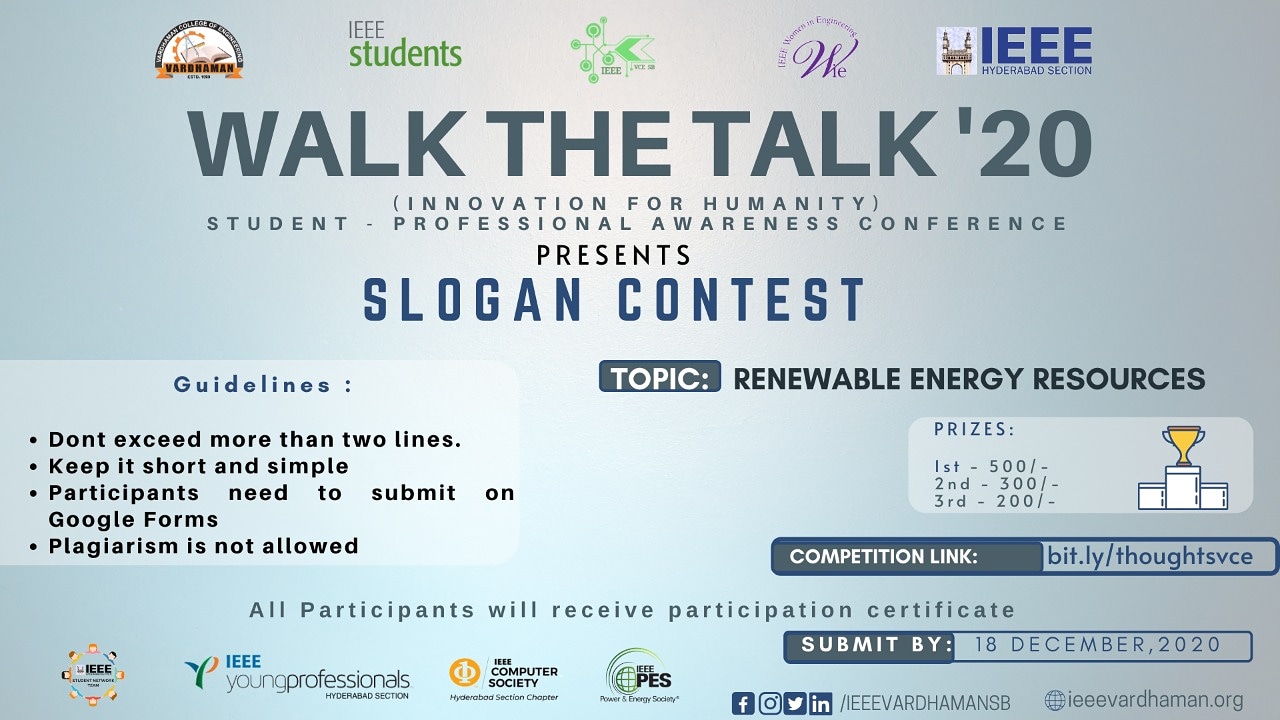 VARDHAMAN COLLEGE OF ENGINEERING
VARDHAMAN
ESTD. 1999
IEEE
students
IEEE VCE SB
IEEE Women in Engineering
Wie
IEEE
HYDERABAD SECTION
WALK THE TALK '20
(INNOVATION FOR HUMANITY)
STUDENT - PROFESSIONAL AWARENESS CONFERENCE
PRESENTS
SLOGAN CONTEST
TOPIC: RENEWABLE ENERGY RESOURCES
Guidelines :
• Dont exceed more than two lines.
• Keep it short and simple
• Participants need to submit on
Google Forms
• Plagiarism is not allowed
PRIZES:
1st - 500/-
2nd - 300/-
3rd - 200/-
COMPETITION LINK: bit.ly/thoughtsvce
All Participants will receive participation certificate
SUBMIT BY: 18 DECEMBER,2020
IEEE
STUDENT NETWORK
TEAM
IEEE
youngprofessionals
HYDERABAD SECTION
IEEE
COMPUTER
SOCIETY
Hyderabad Section Chapter
IEEE
PES
Power & Energy Society®
/IEEEVARDHAMANSB
ieeevardhaman.org